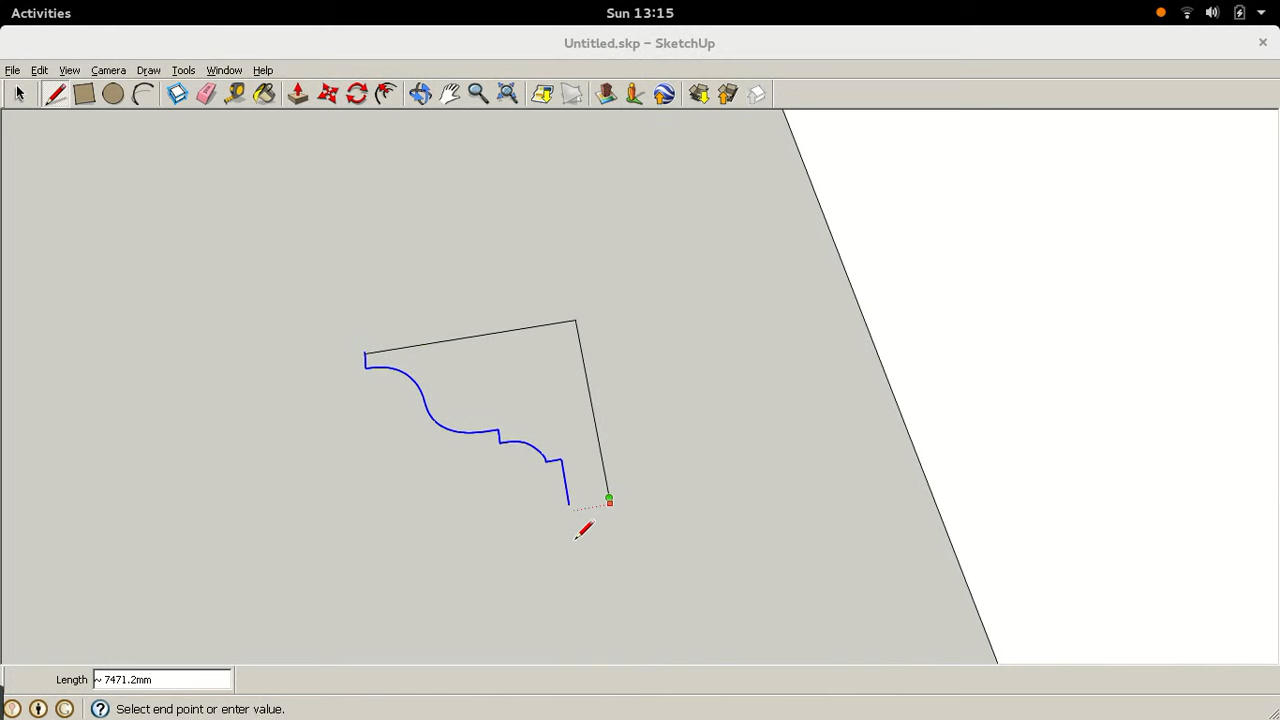 Activities
Sun 13:15
Untitled.skp - SketchUp
File Edit View Camera Draw Tools Window Help
Length ~ 7471.2mm
Select end point or enter value.